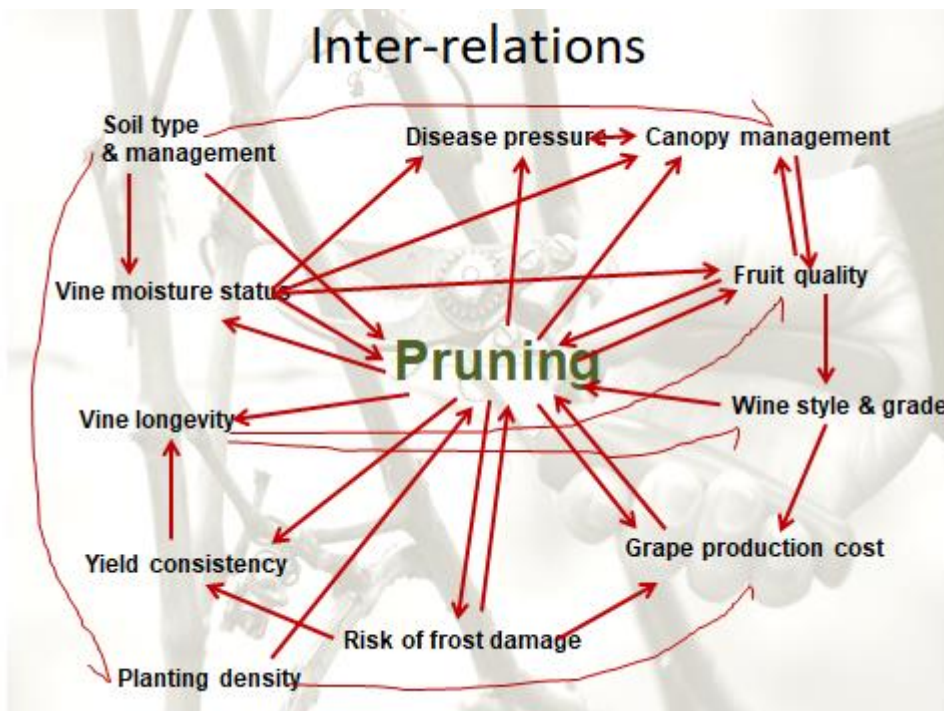 Inter-relations
Soil type
& management
Disease pressure
Canopy management
Vine moisture status
Fruit quality
Pruning
Vine longevity
Wine style & grade
Yield consistency
Grape production cost
Risk of frost damage
Planting density